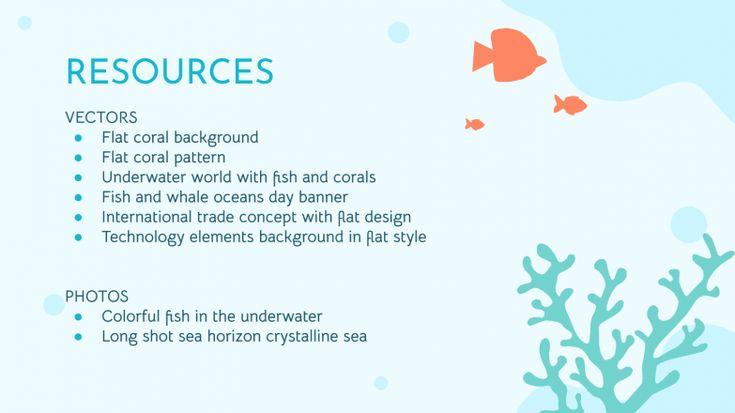 RESOURCES
VECTORS
● Flat coral background
● Flat coral pattern
● Underwater world with fish and corals
● Fish and whale oceans day banner
● International trade concept with flat design
● Technology elements background in flat style
PHOTOS
● Colorful fish in the underwater
● Long shot sea horizon crystalline sea